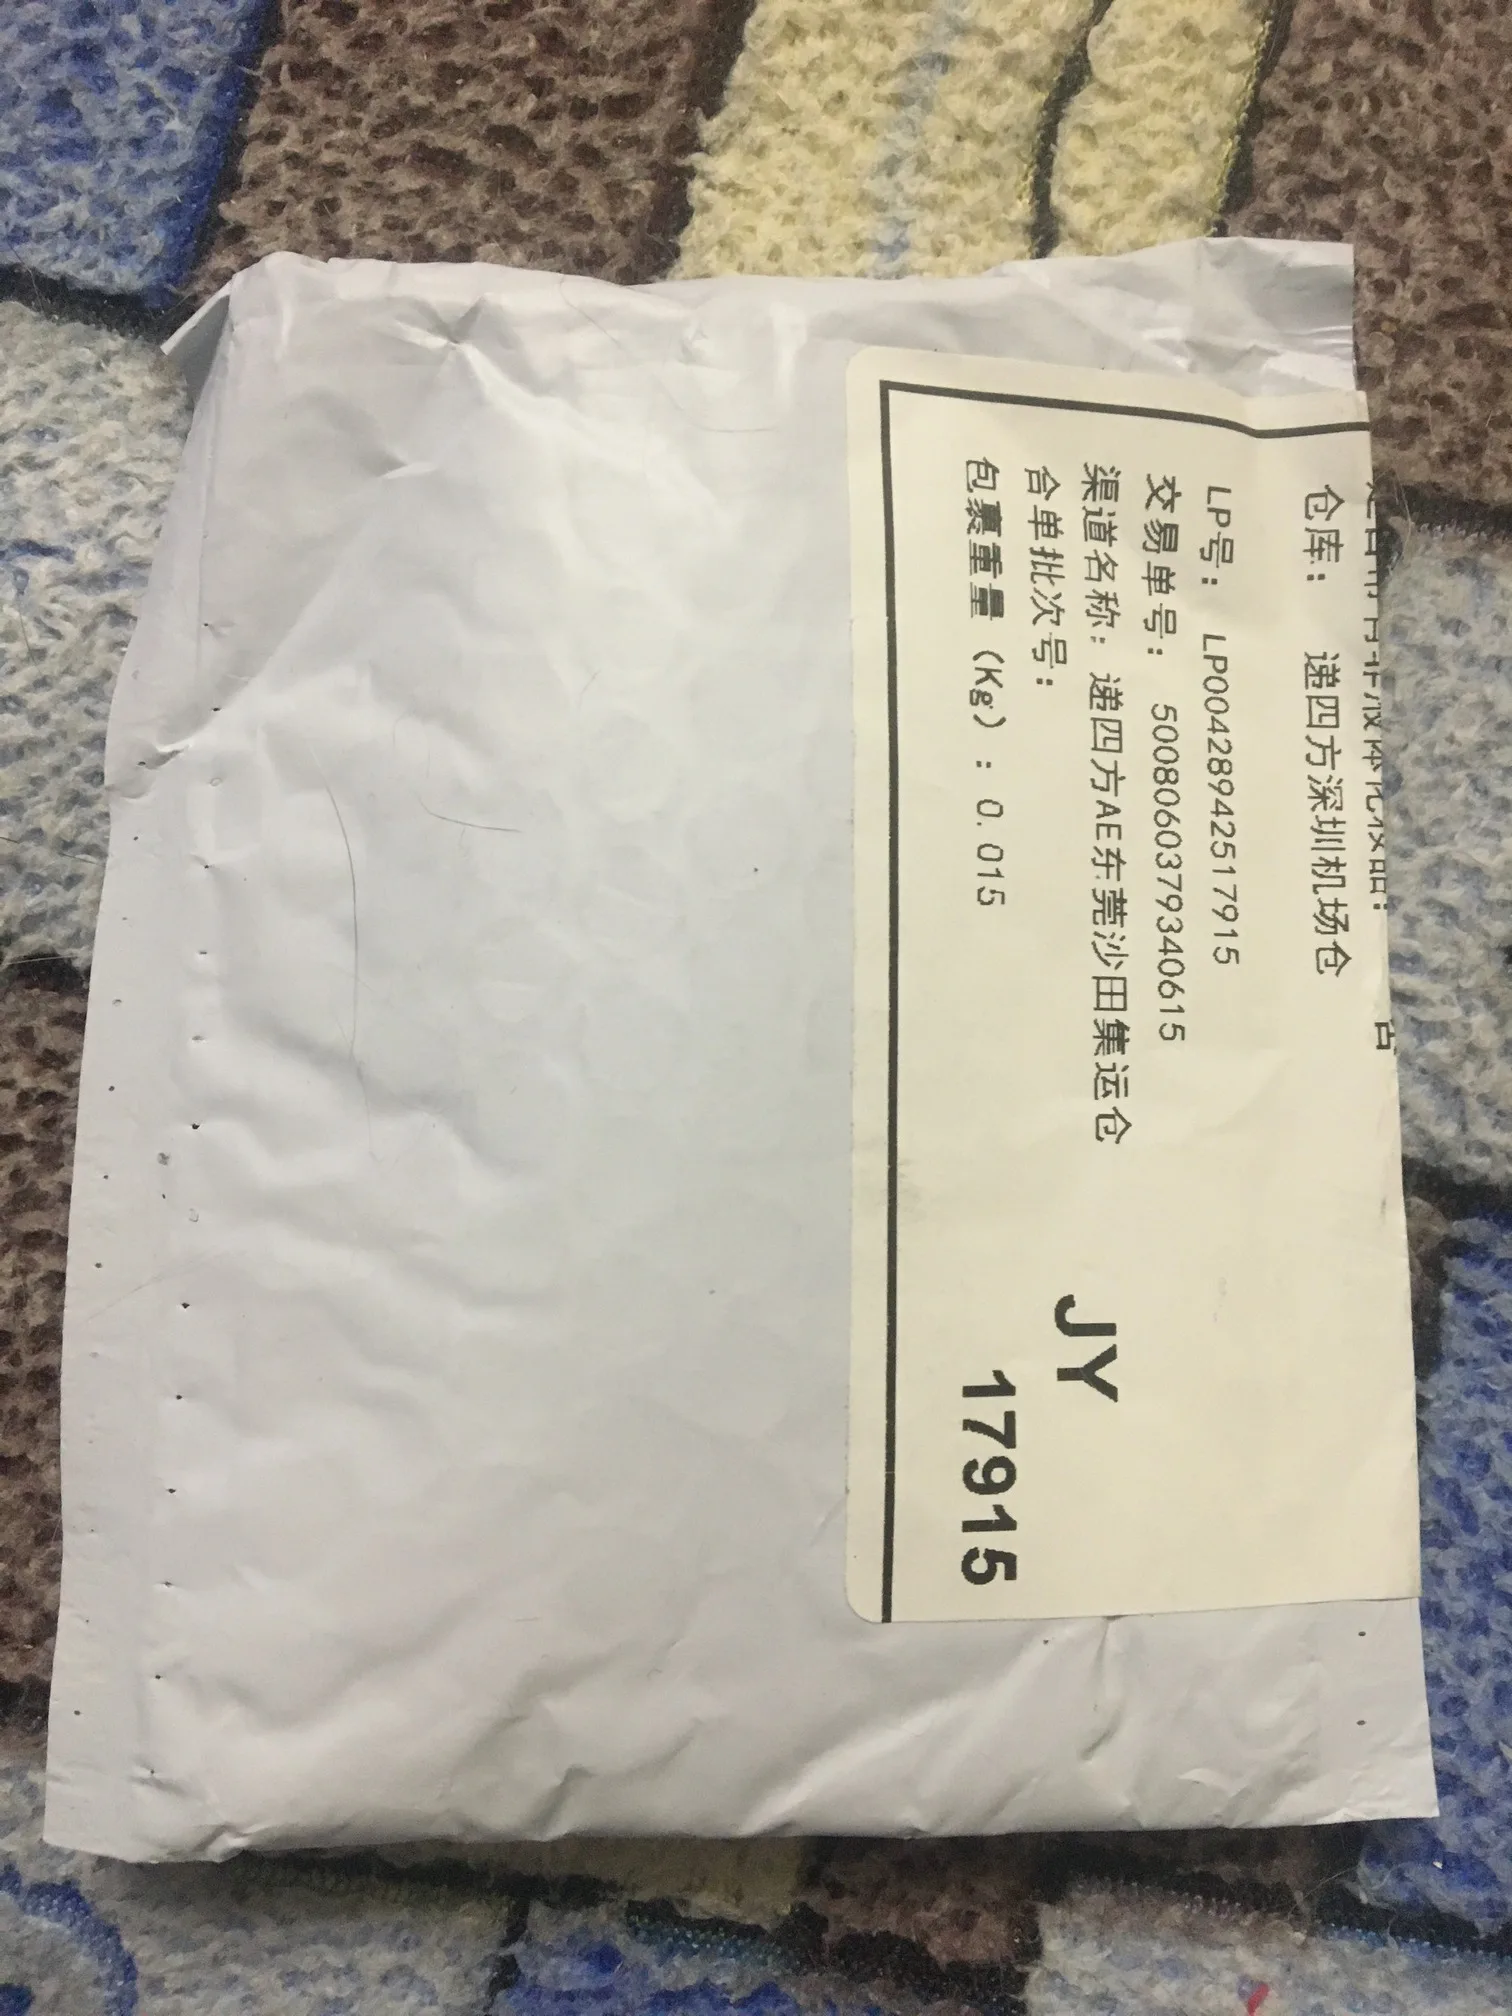 仓库： 递四方深圳机场仓
LP号： LP00428942517915
交易单号： 5008060379340615
渠道名称：递四方AE东莞沙田集运仓
合单批次号：
包裹重量（Kg）：0.015
JY
17915